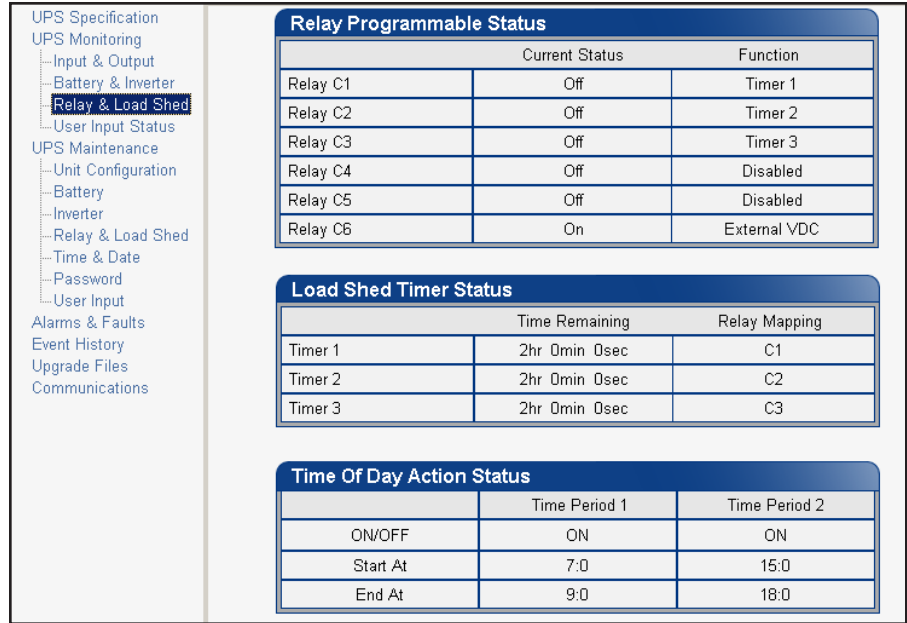 UPS Specification
UPS Monitoring
Input & Output
Battery & Inverter
Relay & Load Shed
User Input Status
UPS Maintenance
Unit Configuration
Battery
Inverter
Relay & Load Shed
Time & Date
Password
User Input
Alarms & Faults
Event History
Upgrade Files
Communications
Relay Programmable Status
Current Status Function
Relay C1 Off Timer 1
Relay C2 Off Timer 2
Relay C3 Off Timer 3
Relay C4 Off Disabled
Relay C5 Off Disabled
Relay C6 On External VDC
Load Shed Timer Status
Time Remaining Relay Mapping
Timer 1 2hr 0min 0sec C1
Timer 2 2hr 0min 0sec C2
Timer 3 2hr 0min 0sec C3
Time Of Day Action Status
Time Period 1 Time Period 2
ON/OFF ON ON
Start At 7:0 15:0
End At 9:0 18:0